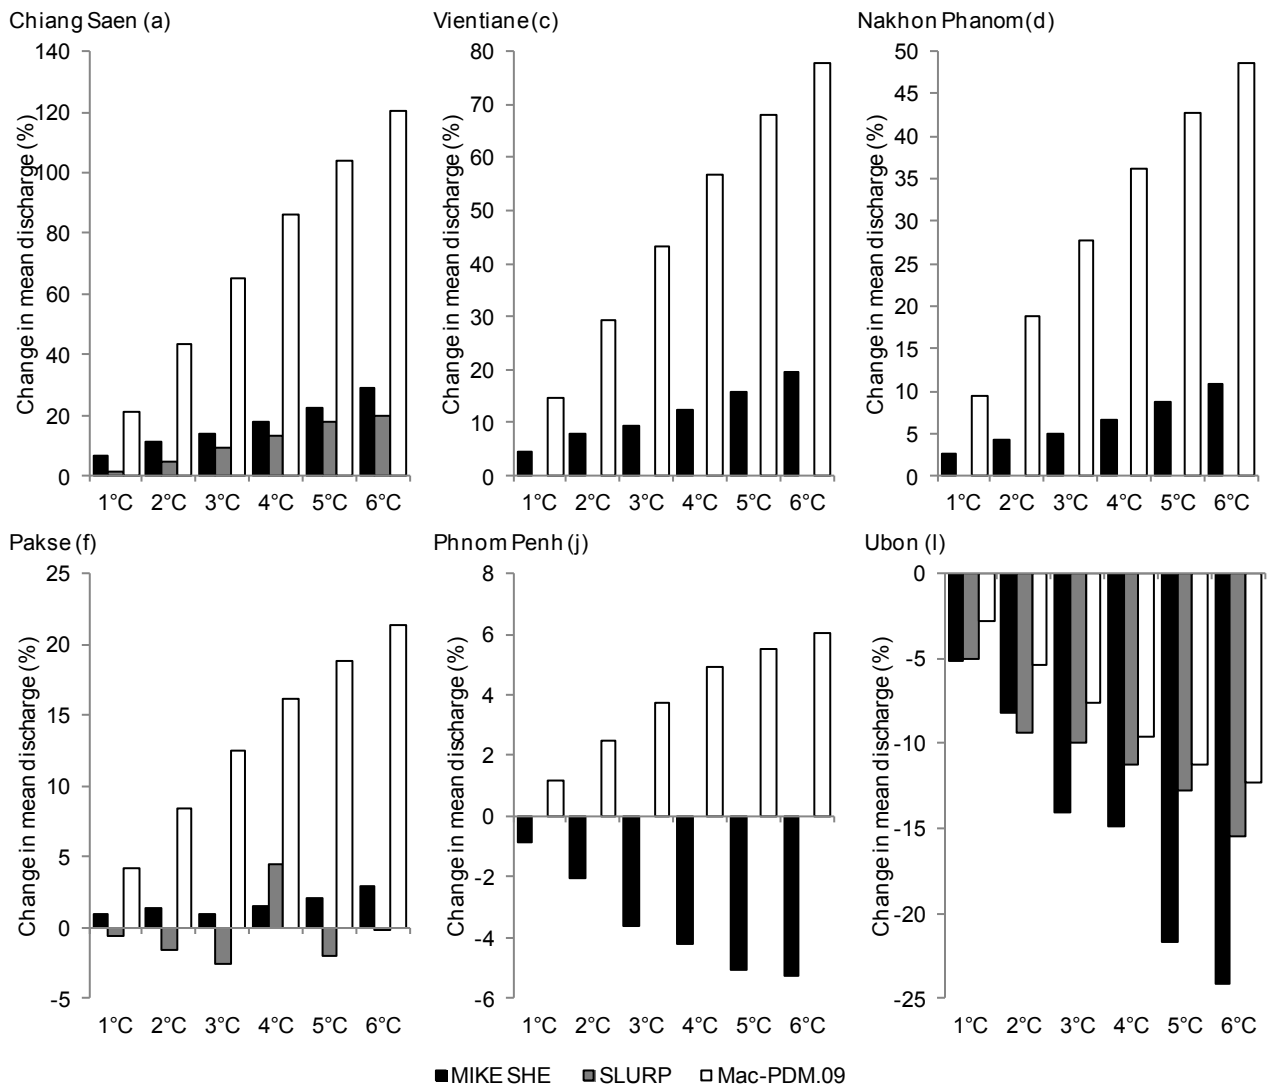 Chiang Saen (a)
Change in mean discharge (%)
140
120
100
80
60
40
20
0
1°C 2°C 3°C 4°C 5°C 6°C
Vientiane (c)
Change in mean discharge (%)
80
70
60
50
40
30
20
10
0
1°C 2°C 3°C 4°C 5°C 6°C
Nakhon Phanom (d)
Change in mean discharge (%)
50
45
40
35
30
25
20
15
10
5
0
1°C 2°C 3°C 4°C 5°C 6°C
Pakse (f)
Change in mean discharge (%)
25
20
15
10
5
0
-5
1°C 2°C 3°C 4°C 5°C 6°C
Phnom Penh (j)
Change in mean discharge (%)
8
6
4
2
0
-2
-4
-6
1°C 2°C 3°C 4°C 5°C 6°C
Ubon (l)
Change in mean discharge (%)
0
-5
-10
-15
-20
-25
1°C 2°C 3°C 4°C 5°C 6°C
MIKE SHE SLURP Mac-PDM.09